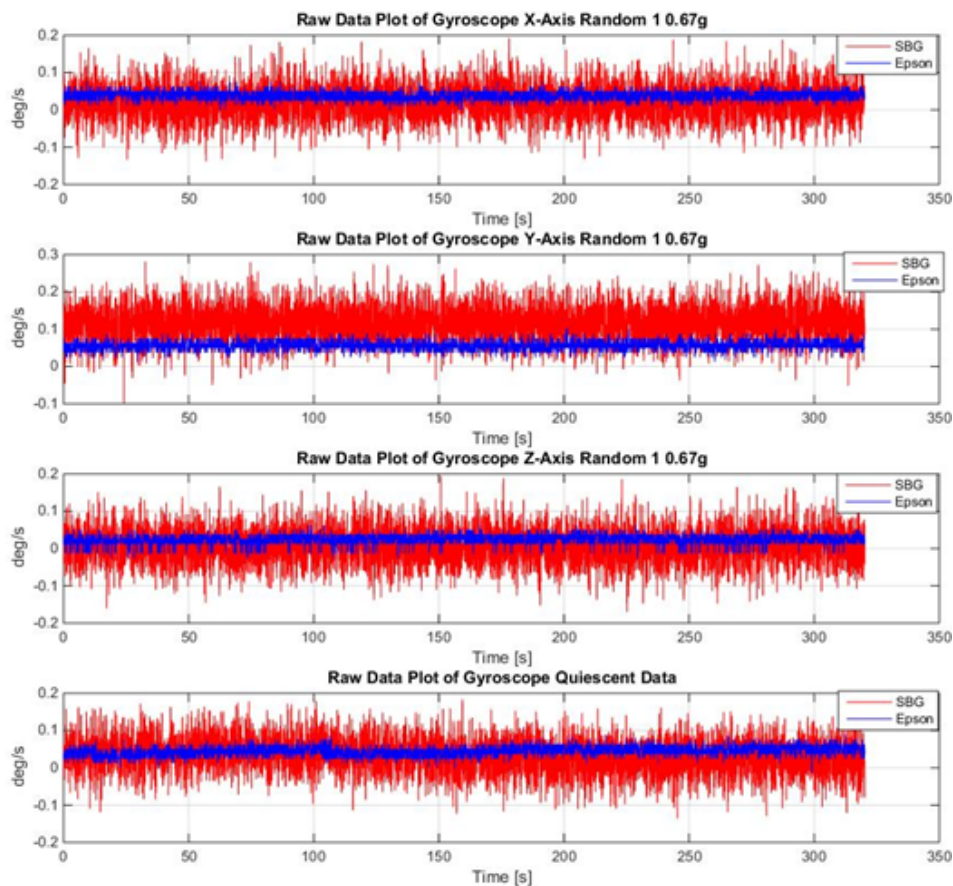 Raw Data Plot of Gyroscope X-Axis Random 1 0.67g
0.2
0.1
0
-0.1
-0.2
deg/s
SBG
Epson
0 50 100 150 200 250 300 350
Time [s]
Raw Data Plot of Gyroscope Y-Axis Random 1 0.67g
0.3
0.2
0.1
0
-0.1
deg/s
SBG
Epson
0 50 100 150 200 250 300 350
Time [s]
Raw Data Plot of Gyroscope Z-Axis Random 1 0.67g
0.2
0.1
0
-0.1
-0.2
deg/s
SBG
Epson
0 50 100 150 200 250 300 350
Time [s]
Raw Data Plot of Gyroscope Quiescent Data
0.2
0.1
0
-0.1
-0.2
deg/s
SBG
Epson
0 50 100 150 200 250 300 350
Time [s]